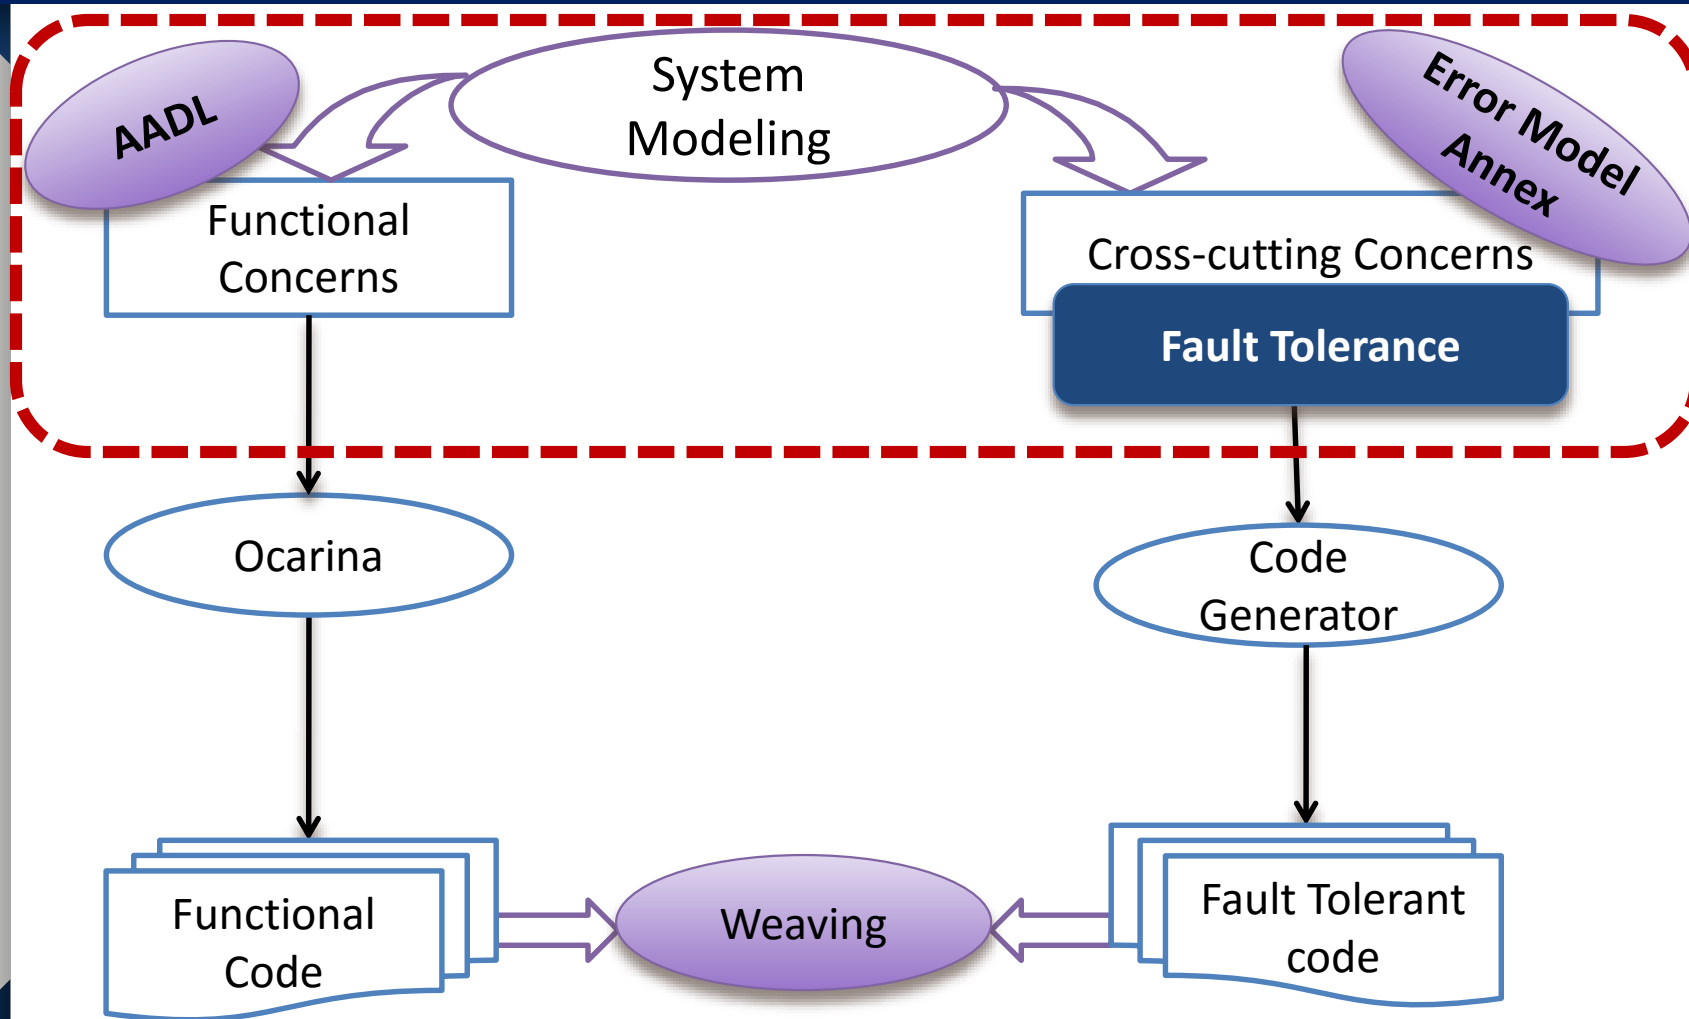 System
Modeling
AADL
Error Model
Annex
Functional
Concerns
Cross-cutting Concerns
Fault Tolerance
Ocarina
Code
Generator
Functional
Code
Weaving
Fault Tolerant
code